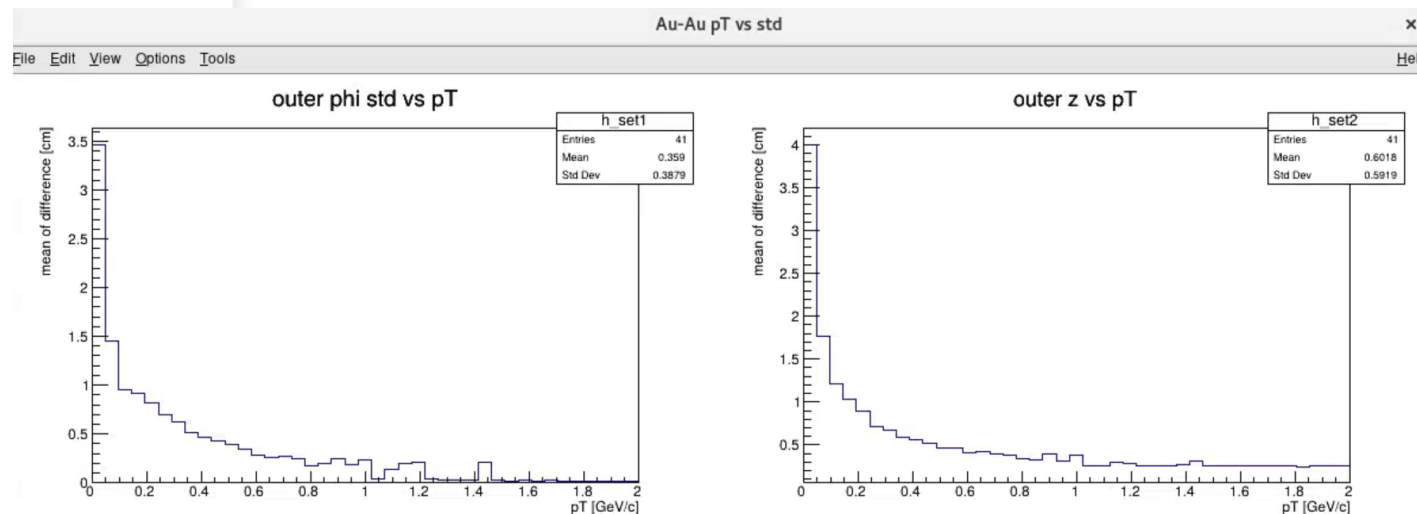 Au-Au pT vs std ×
File Edit View Options Tools Hel
outer phi std vs pT
h_set1
Entries 41
Mean 0.359
Std Dev 0.3879
mean of difference [cm]
3.5
3
2.5
2
1.5
1
0.5
0
0 0.2 0.4 0.6 0.8 1 1.2 1.4 1.6 1.8 2
pT [GeV/c]
outer z vs pT
h_set2
Entries 41
Mean 0.6018
Std Dev 0.5919
mean of difference [cm]
4
3.5
3
2.5
2
1.5
1
0.5
0 0.2 0.4 0.6 0.8 1 1.2 1.4 1.6 1.8 2
pT [GeV/c]